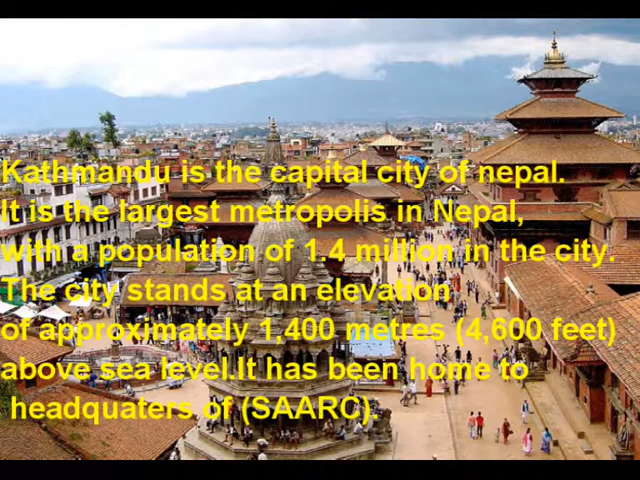 Kathmandu is the capital city of nepal.
It is the largest metropolis in Nepal,
with a population of 1.4 million in the city.
The city stands at an elevation
of approximately 1,400 metres (4,600 feet)
above sea level.It has been home to
headquaters of (SAARC).